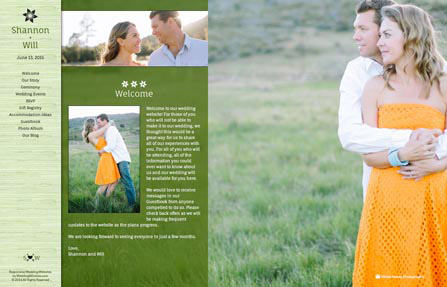 Shannon
+
Will
June 13, 2015
Welcome
Our Story
Ceremony
Wedding Events
RSVP
Gift Registry
Accommodation Ideas
Guestbook
Photo Album
Our Blog
S W
Responsive Wedding Websites
© 2014 All Rights Reserved
Welcome
Welcome to our wedding
website! For those of you
who will not be able to
make it to our wedding, we
thought this would be a
great way for us to share
all of our experiences with
you. For all of you who will
be attending, all of the
information you could
ever want to know about
us and our wedding will
be available for you here.
We would love to receive
messages in our
Guestbook from anyone
compelled to do so. Please
check back often as we will
be making frequent
updates to the website as the plans progress.
We are looking forward to seeing everyone in just a few months.
Love,
Shannon and Will